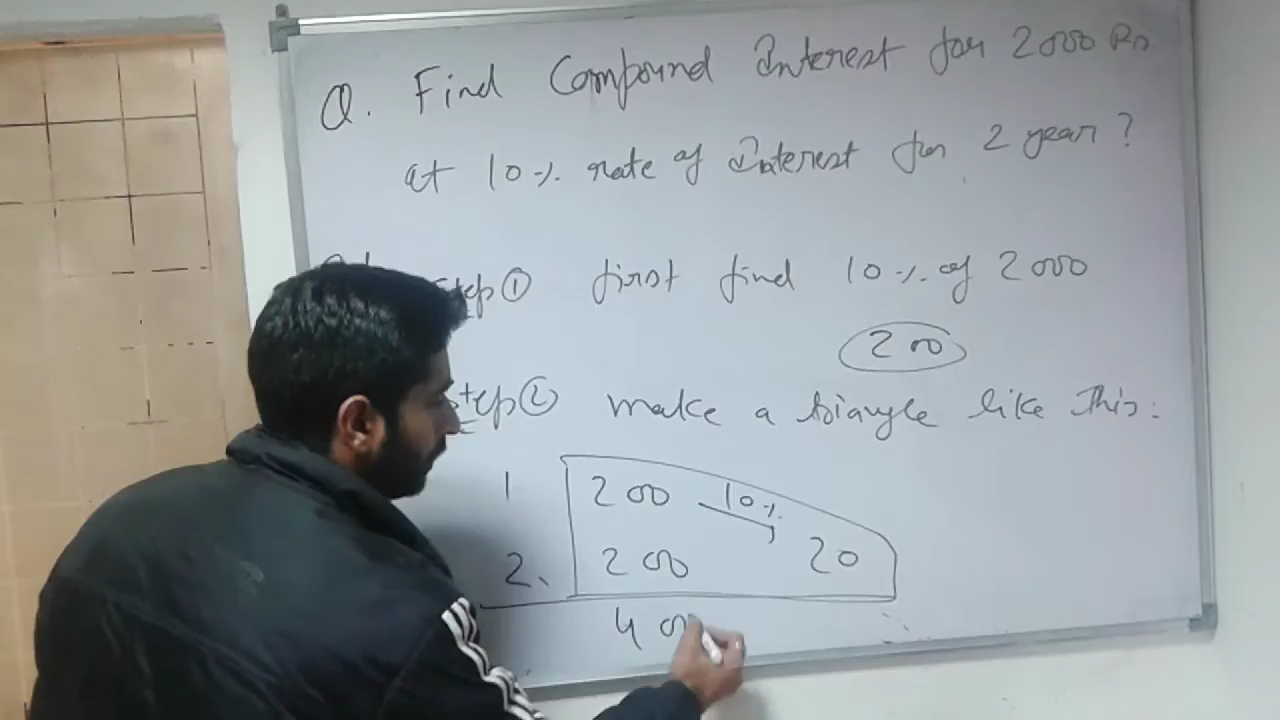 Q. Find Compound Interest for 2000 Rs
at 10% rate of Interest for 2 year?
step ① first find 10% of 2000
200
step ② make a triangle like This:
1 200 10%
2. 200 20
400